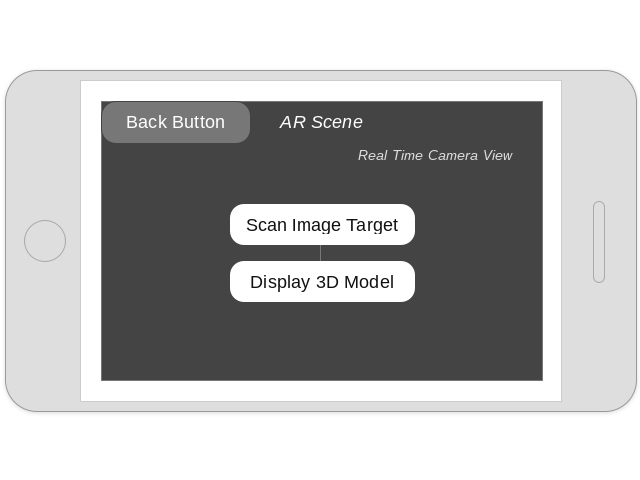 Back Button
AR Scene
Real Time Camera View
Scan Image Target
Display 3D Model